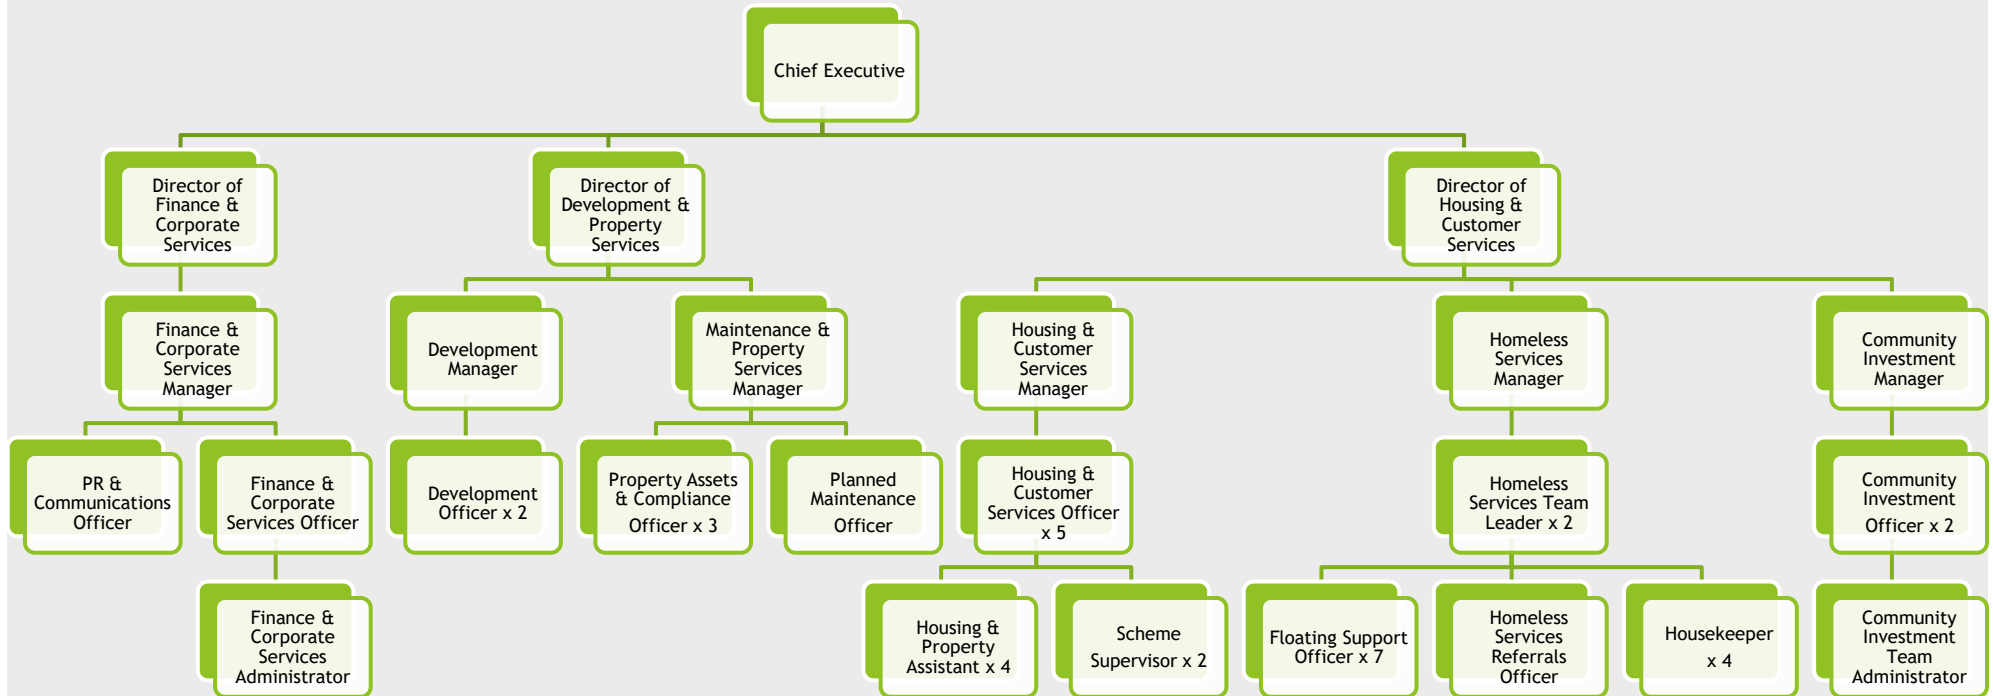 Chief Executive
Director of
Finance &
Corporate
Services
Director of
Development &
Property
Services
Director of
Housing &
Customer
Services
Finance &
Corporate
Services
Manager
Development
Manager
Maintenance &
Property
Services
Manager
Housing &
Customer
Services
Manager
Homeless
Services
Manager
Community
Investment
Manager
PR &
Communications
Officer
Finance &
Corporate
Services Officer
Development
Officer x 2
Property Assets
& Compliance
Officer x 3
Planned
Maintenance
Officer
Housing &
Customer
Services Officer
x 5
Homeless
Services Team
Leader x 2
Community
Investment
Officer x 2
Finance &
Corporate
Services
Administrator
Housing &
Property
Assistant x 4
Scheme
Supervisor x 2
Floating Support
Officer x 7
Homeless
Services
Referrals
Officer
Housekeeper
x 4
Community
Investment
Team
Administrator